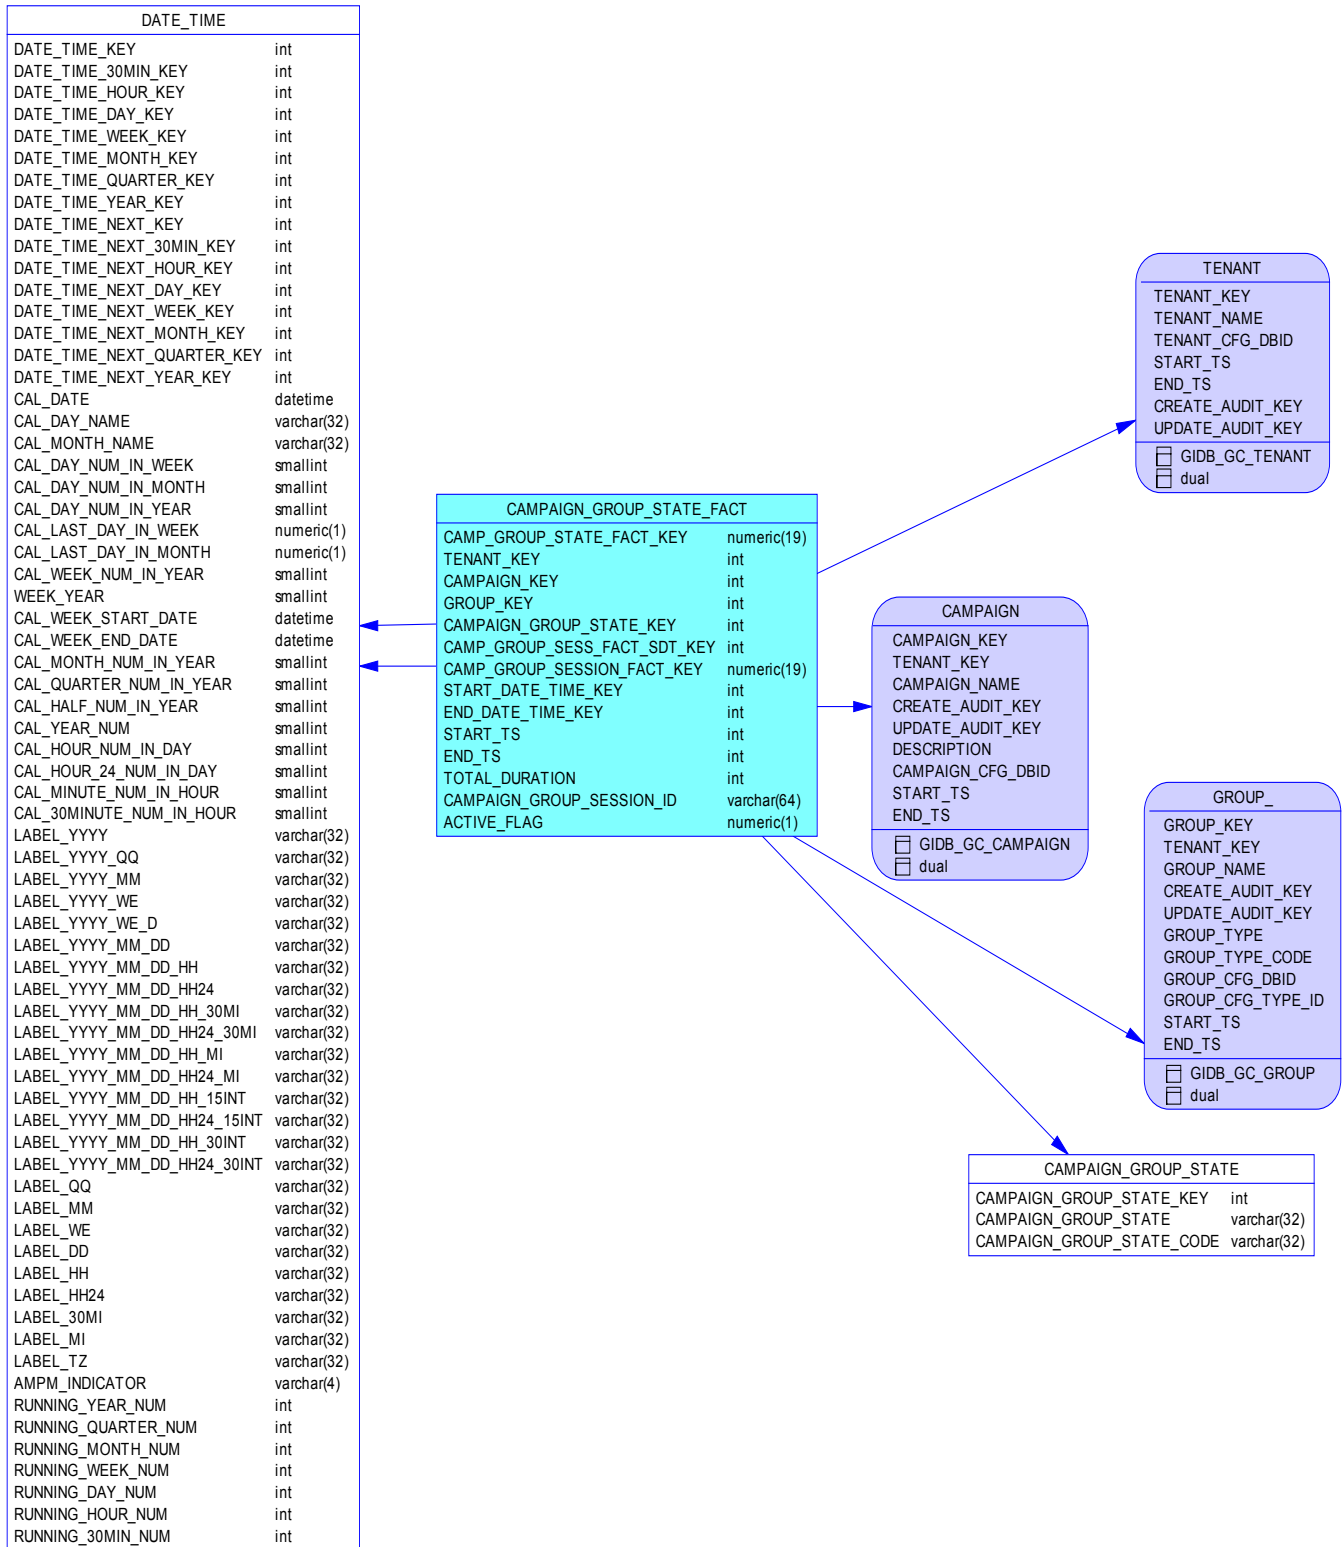 DATE_TIME
DATE_TIME_KEY int
DATE_TIME_30MIN_KEY int
DATE_TIME_HOUR_KEY int
DATE_TIME_DAY_KEY int
DATE_TIME_WEEK_KEY int
DATE_TIME_MONTH_KEY int
DATE_TIME_QUARTER_KEY int
DATE_TIME_YEAR_KEY int
DATE_TIME_NEXT_KEY int
DATE_TIME_NEXT_30MIN_KEY int
DATE_TIME_NEXT_HOUR_KEY int
DATE_TIME_NEXT_DAY_KEY int
DATE_TIME_NEXT_WEEK_KEY int
DATE_TIME_NEXT_MONTH_KEY int
DATE_TIME_NEXT_QUARTER_KEY int
DATE_TIME_NEXT_YEAR_KEY int
CAL_DATE datetime
CAL_DAY_NAME varchar(32)
CAL_MONTH_NAME varchar(32)
CAL_DAY_NUM_IN_WEEK smallint
CAL_DAY_NUM_IN_MONTH smallint
CAL_DAY_NUM_IN_YEAR smallint
CAL_LAST_DAY_IN_WEEK numeric(1)
CAL_LAST_DAY_IN_MONTH numeric(1)
CAL_WEEK_NUM_IN_YEAR smallint
WEEK_YEAR smallint
CAL_WEEK_START_DATE datetime
CAL_WEEK_END_DATE datetime
CAL_MONTH_NUM_IN_YEAR smallint
CAL_QUARTER_NUM_IN_YEAR smallint
CAL_HALF_NUM_IN_YEAR smallint
CAL_YEAR_NUM smallint
CAL_HOUR_NUM_IN_DAY smallint
CAL_HOUR_24_NUM_IN_DAY smallint
CAL_MINUTE_NUM_IN_HOUR smallint
CAL_30MINUTE_NUM_IN_HOUR smallint
LABEL_YYYY varchar(32)
LABEL_YYYY_QQ varchar(32)
LABEL_YYYY_MM varchar(32)
LABEL_YYYY_WE varchar(32)
LABEL_YYYY_WE_D varchar(32)
LABEL_YYYY_MM_DD varchar(32)
LABEL_YYYY_MM_DD_HH varchar(32)
LABEL_YYYY_MM_DD_HH24 varchar(32)
LABEL_YYYY_MM_DD_HH_30MI varchar(32)
LABEL_YYYY_MM_DD_HH24_30MI varchar(32)
LABEL_YYYY_MM_DD_HH_MI varchar(32)
LABEL_YYYY_MM_DD_HH24_MI varchar(32)
LABEL_YYYY_MM_DD_HH_15INT varchar(32)
LABEL_YYYY_MM_DD_HH24_15INT varchar(32)
LABEL_YYYY_MM_DD_HH_30INT varchar(32)
LABEL_YYYY_MM_DD_HH24_30INT varchar(32)
LABEL_QQ varchar(32)
LABEL_MM varchar(32)
LABEL_WE varchar(32)
LABEL_DD varchar(32)
LABEL_HH varchar(32)
LABEL_HH24 varchar(32)
LABEL_30MI varchar(32)
LABEL_MI varchar(32)
LABEL_TZ varchar(32)
AMPM_INDICATOR varchar(4)
RUNNING_YEAR_NUM int
RUNNING_QUARTER_NUM int
RUNNING_MONTH_NUM int
RUNNING_WEEK_NUM int
RUNNING_DAY_NUM int
RUNNING_HOUR_NUM int
RUNNING_30MIN_NUM int
CAMPAIGN_GROUP_STATE_FACT
CAMP_GROUP_STATE_FACT_KEY numeric(19)
TENANT_KEY int
CAMPAIGN_KEY int
GROUP_KEY int
CAMPAIGN_GROUP_STATE_KEY int
CAMP_GROUP_SESS_FACT_SDT_KEY int
CAMP_GROUP_SESSION_FACT_KEY numeric(19)
START_DATE_TIME_KEY int
END_DATE_TIME_KEY int
START_TS int
END_TS int
TOTAL_DURATION int
CAMPAIGN_GROUP_SESSION_ID varchar(64)
ACTIVE_FLAG numeric(1)
TENANT
TENANT_KEY
TENANT_NAME
TENANT_CFG_DBID
START_TS
END_TS
CREATE_AUDIT_KEY
UPDATE_AUDIT_KEY
GIDB_GC_TENANT
dual
CAMPAIGN
CAMPAIGN_KEY
TENANT_KEY
CAMPAIGN_NAME
CREATE_AUDIT_KEY
UPDATE_AUDIT_KEY
DESCRIPTION
CAMPAIGN_CFG_DBID
START_TS
END_TS
GIDB_GC_CAMPAIGN
dual
GROUP_
GROUP_KEY
TENANT_KEY
GROUP_NAME
CREATE_AUDIT_KEY
UPDATE_AUDIT_KEY
GROUP_TYPE
GROUP_TYPE_CODE
GROUP_CFG_DBID
GROUP_CFG_TYPE_ID
START_TS
END_TS
GIDB_GC_GROUP
dual
CAMPAIGN_GROUP_STATE
CAMPAIGN_GROUP_STATE_KEY int
CAMPAIGN_GROUP_STATE varchar(32)
CAMPAIGN_GROUP_STATE_CODE varchar(32)